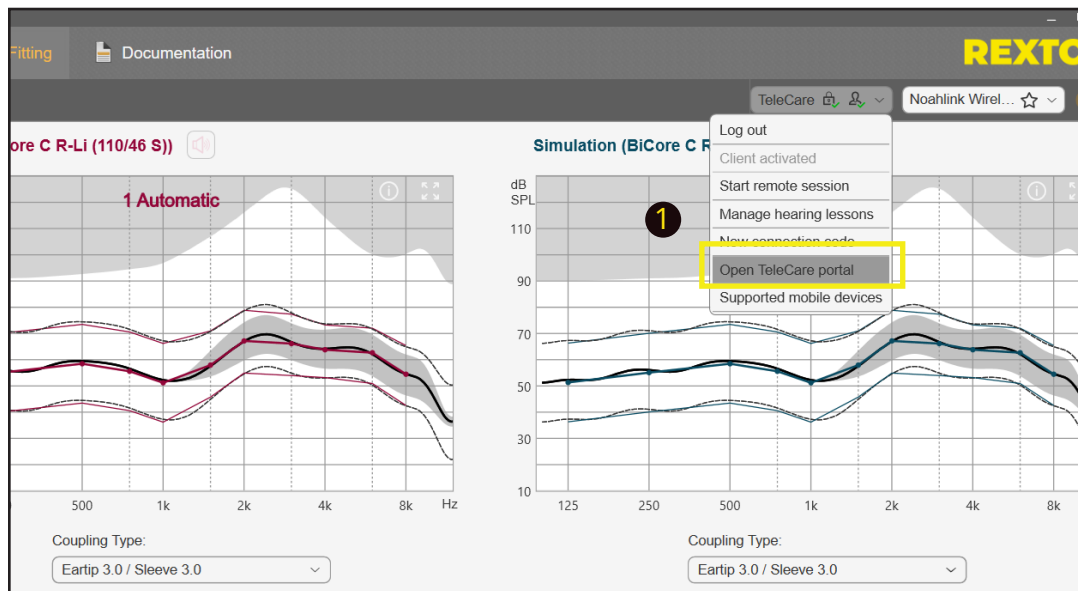 Fitting
Documentation
REXTO
TeleCare
Noahlink Wirel...
ore C R-Li (110/46 S))
Simulation (BiCore C R
Log out
Client activated
Start remote session
Manage hearing lessons
New connection code
Open TeleCare portal
Supported mobile devices
1
1 Automatic
dB
SPL
110
90
70
50
30
10
500 1k 2k 4k 8k Hz
125 250 500 1k 2k 4k 8k
Coupling Type:
Eartip 3.0 / Sleeve 3.0
Coupling Type:
Eartip 3.0 / Sleeve 3.0